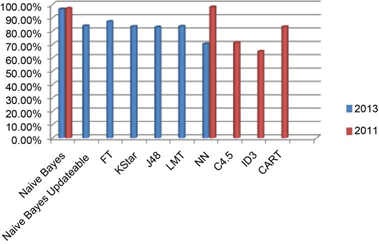 100.00%
90.00%
80.00%
70.00%
60.00%
50.00%
40.00%
30.00%
20.00%
10.00%
0.00%
Naive Bayes
Naive Bayes Updateable
FT
KStar
J48
LMT
NN
C4.5
ID3
CART
2013
2011